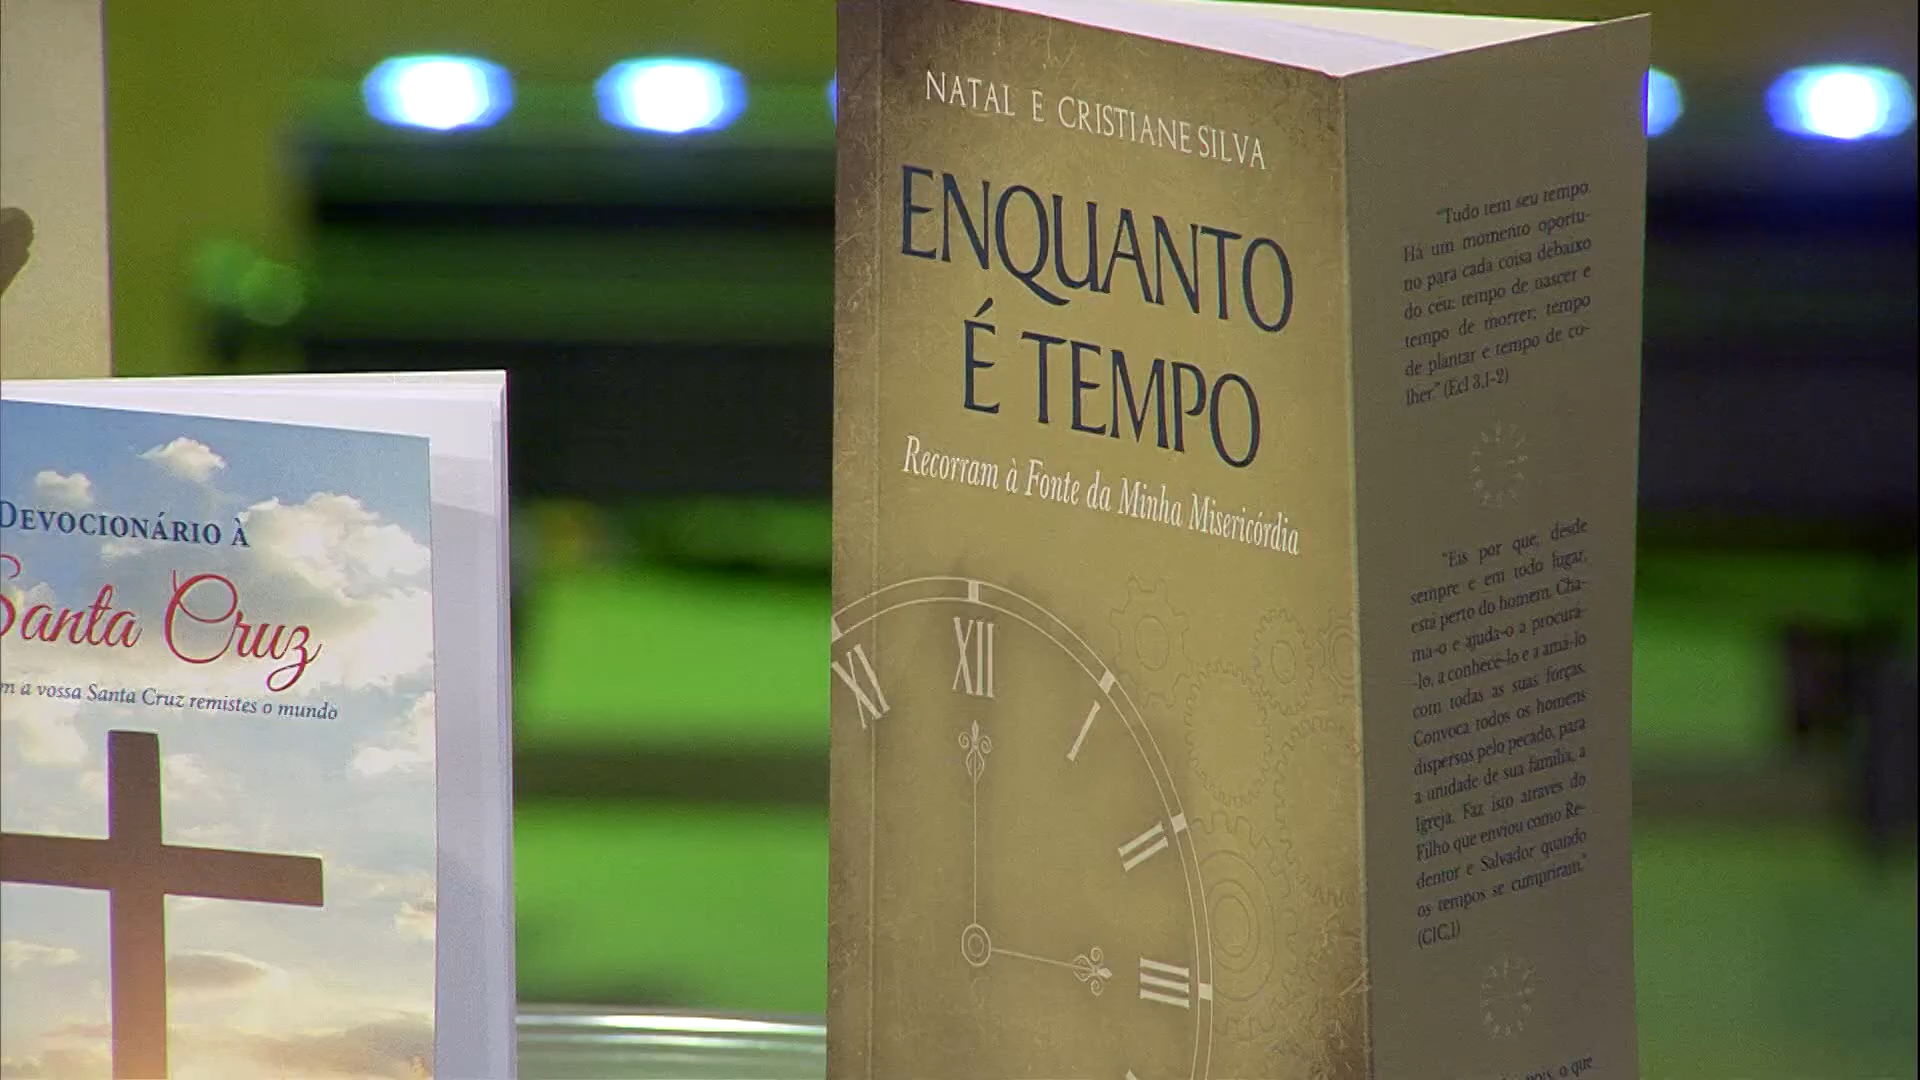 DEVOCIONÁRIO À
Santa Cruz
a vossa Santa Cruz remistes o mundo
NATAL E CRISTIANE SILVA
ENQUANTO
É TEMPO
Recorram à Fonte da Minha Misericórdia
XI
XII
I
II
III
“Tudo tem seu tempo.
Há um momento oportu-
no para cada coisa debaixo
do céu: tempo de nascer e
tempo de morrer; tempo
de plantar e tempo de co-
lher.” (Ecl 3,1-2)
“Eis por que, desde
sempre e em todo lugar,
está perto do homem. Cha-
ma-o e ajuda-o a procurá-
-lo, a conhecê-lo e a amá-lo
com todas as suas forças.
Convoca todos os homens
dispersos pelo pecado, para
a unidade de sua família, a
Igreja. Faz isto através do
Filho que enviou como Re-
dentor e Salvador quando
os tempos se cumpriram.”
(CIC,1)
o que